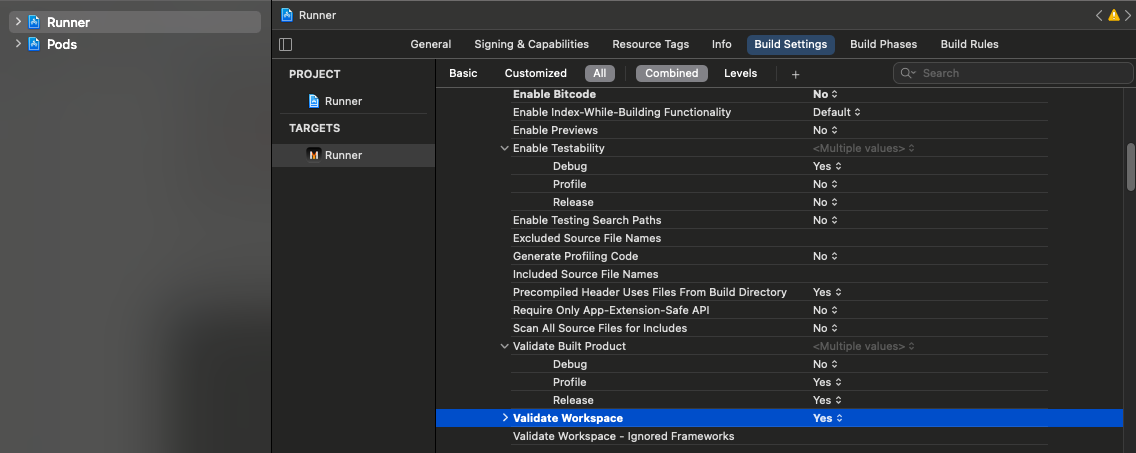 Runner
Pods
Runner
General Signing & Capabilities Resource Tags Info Build Settings Build Phases Build Rules
PROJECT
Runner
TARGETS
Runner
Basic Customized All Combined Levels + Search
Enable Bitcode No
Enable Index-While-Building Functionality Default
Enable Previews No
Enable Testability <Multiple values>
Debug Yes
Profile No
Release No
Enable Testing Search Paths No
Excluded Source File Names
Generate Profiling Code No
Included Source File Names
Precompiled Header Uses Files From Build Directory Yes
Require Only App-Extension-Safe API No
Scan All Source Files for Includes No
Validate Built Product <Multiple values>
Debug No
Profile Yes
Release Yes
Validate Workspace Yes
Validate Workspace - Ignored Frameworks